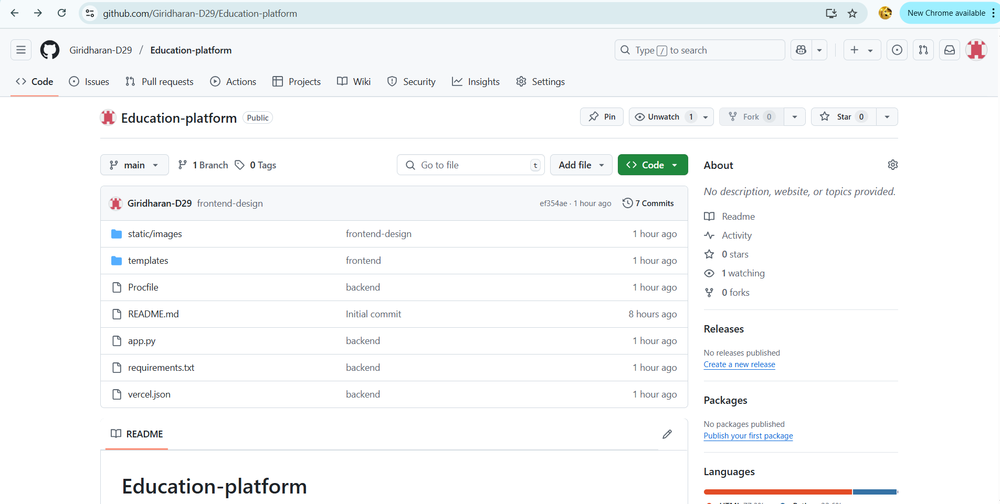 github.com/Giridharan-D29/Education-platform
New Chrome available
Giridharan-D29 / Education-platform
Type / to search
Code Issues Pull requests Actions Projects Wiki Security Insights Settings
Education-platform Public
Pin Unwatch 1 Fork 0 Star 0
main 1 Branch 0 Tags Go to file t Add file Code
Giridharan-D29 frontend-design ef354ae · 1 hour ago 7 Commits
static/images frontend-design 1 hour ago
templates frontend 1 hour ago
Procfile backend 1 hour ago
README.md Initial commit 8 hours ago
app.py backend 1 hour ago
requirements.txt backend 1 hour ago
vercel.json backend 1 hour ago
README
Education-platform
About
No description, website, or topics provided.
Readme
Activity
0 stars
1 watching
0 forks
Releases
No releases published
Create a new release
Packages
No packages published
Publish your first package
Languages